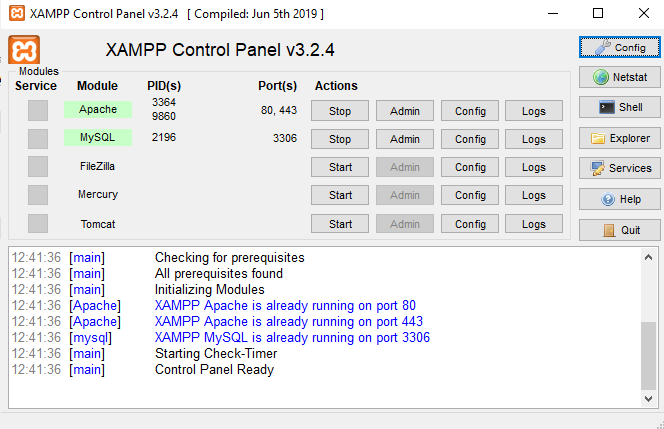 XAMPP Control Panel v3.2.4 [ Compiled: Jun 5th 2019 ]
XAMPP Control Panel v3.2.4
Config
Modules
Service Module PID(s) Port(s) Actions
Netstat
Apache 3364 9860 80, 443 Stop Admin Config Logs
Shell
MySQL 2196 3306 Stop Admin Config Logs
Explorer
FileZilla Start Admin Config Logs
Services
Mercury Start Admin Config Logs
Help
Tomcat Start Admin Config Logs
Quit
12:41:36 [main] Checking for prerequisites
12:41:36 [main] All prerequisites found
12:41:36 [main] Initializing Modules
12:41:36 [Apache] XAMPP Apache is already running on port 80
12:41:36 [Apache] XAMPP Apache is already running on port 443
12:41:36 [mysql] XAMPP MySQL is already running on port 3306
12:41:36 [main] Starting Check-Timer
12:41:36 [main] Control Panel Ready